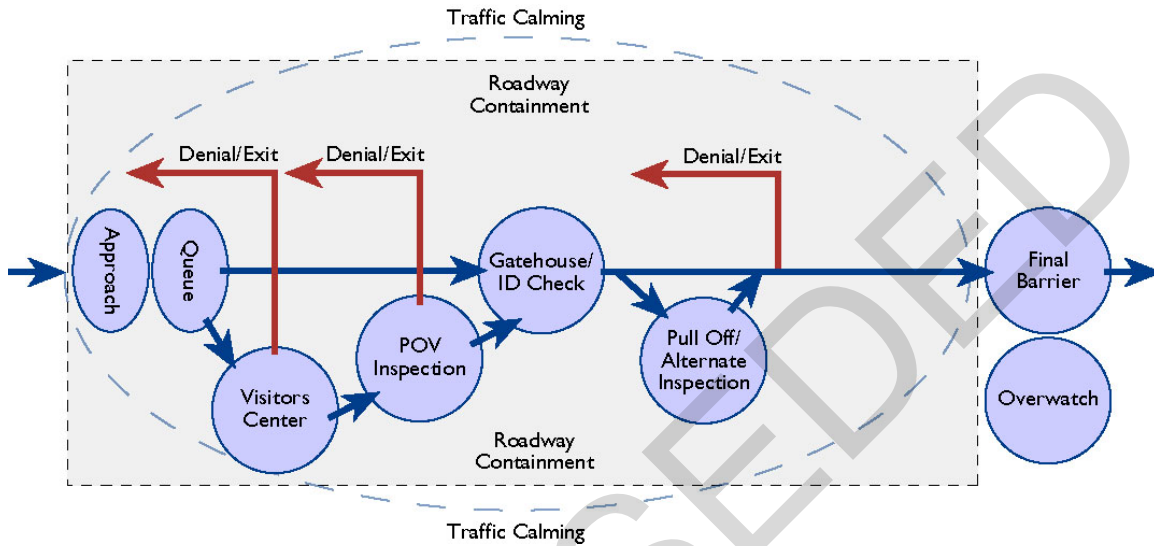 Traffic Calming
Roadway
Containment
Denial/Exit
Denial/Exit
Denial/Exit
Approach
Queue
Gatehouse/
ID Check
Final
Barrier
POV
Inspection
Pull Off/
Alternate
Inspection
Visitors
Center
Overwatch
Roadway
Containment
Traffic Calming
SEDED